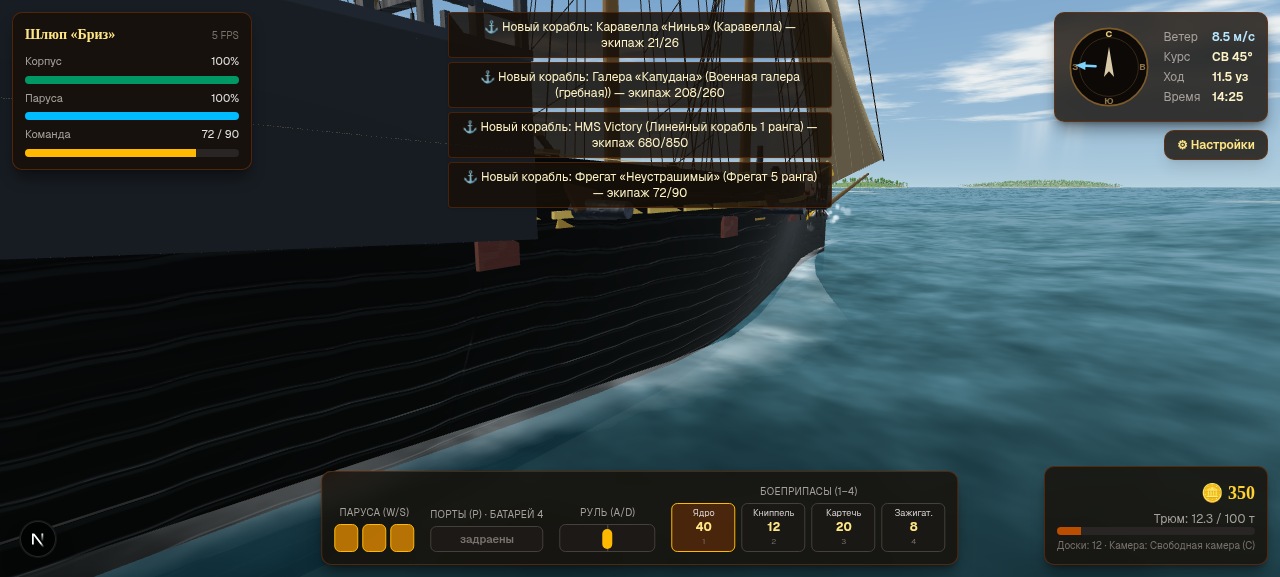 Шлюп «Бриз»
5 FPS
Корпус 100%
Паруса 100%
Команда 72 / 90
⚓ Новый корабль: Каравелла «Нинья» (Каравелла) —
экипаж 21/26
⚓ Новый корабль: Галера «Капудана» (Военная галера
(гребная)) — экипаж 208/260
⚓ Новый корабль: HMS Victory (Линейный корабль 1 ранга) —
экипаж 680/850
⚓ Новый корабль: Фрегат «Неустрашимый» (Фрегат 5 ранга)
— экипаж 72/90
С
З В
Ю
Ветер 8.5 м/с
Курс СВ 45°
Ход 11.5 уз
Время 14:25
⚙ Настройки
ПАРУСА (W/S)
ПОРТЫ (P) · БАТАРЕЙ 4
задраены
РУЛЬ (A/D)
БОЕПРИПАСЫ (1–4)
Ядро
40
1
Книппель
12
2
Картечь
20
3
Зажигат.
8
4
🪙 350
Трюм: 12.3 / 100 т
Доски: 12 · Камера: Свободная камера (C)
N